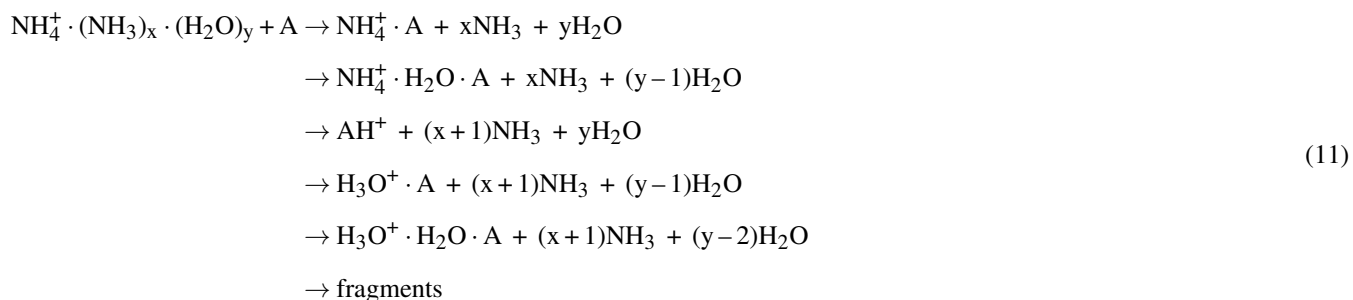 NH₄⁺ · (NH₃)ₓ · (H₂O)ᵧ + A → NH₄⁺ · A + xNH₃ + yH₂O
→ NH₄⁺ · H₂O · A + xNH₃ + (y – 1)H₂O
→ AH⁺ + (x + 1)NH₃ + yH₂O
(11)
→ H₃O⁺ · A + (x + 1)NH₃ + (y – 1)H₂O
→ H₃O⁺ · H₂O · A + (x + 1)NH₃ + (y – 2)H₂O
→ fragments